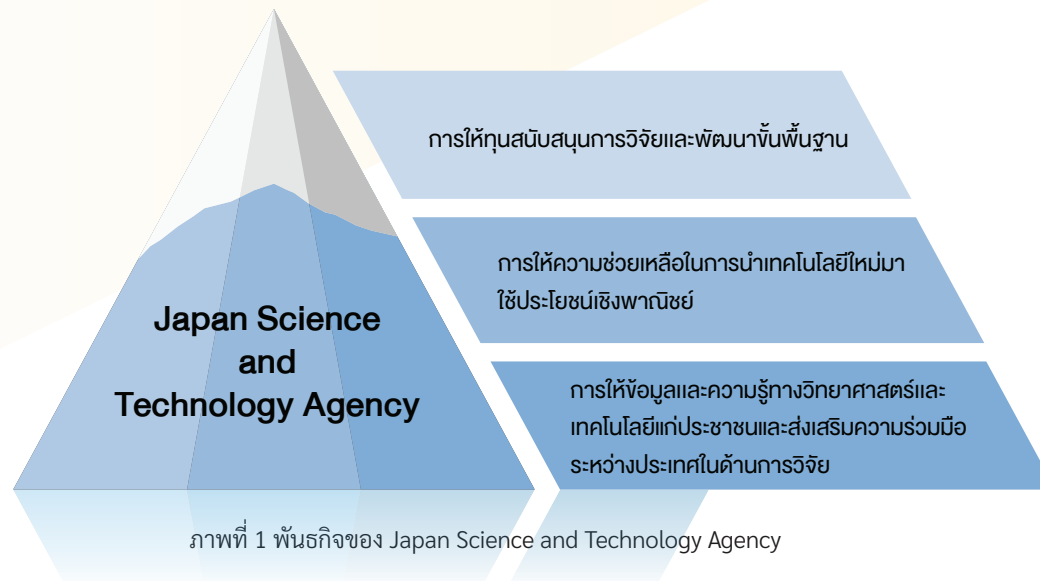 การให้ทุนสนับสนุนการวิจัยและพัฒนาขั้นพื้นฐาน
การให้ความช่วยเหลือในการนำเทคโนโลยีใหม่มา
ใช้ประโยชน์เชิงพาณิชย์
Japan Science
and
Technology Agency
การให้ข้อมูลและความรู้ทางวิทยาศาสตร์และ
เทคโนโลยีแก่ประชาชนและส่งเสริมความร่วมมือ
ระหว่างประเทศในด้านการวิจัย
ภาพที่ 1 พันธกิจของ Japan Science and Technology Agency